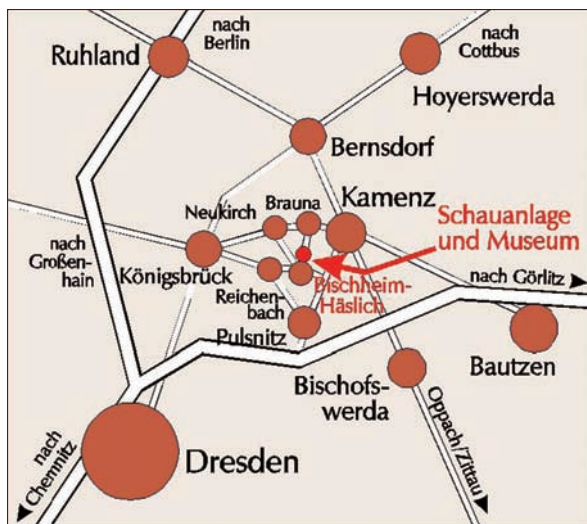 nach
Berlin
Ruhland
nach
Cottbus
Hoyerswerda
Bernsdorf
Brauna
Neukirch
Kamenz
Schauanlage
und Museum
nach
Großen-
hain
Königsbrück
Bischheim-
Häslich
nach Görlitz
Reichen-
bach
Pulsnitz
Bautzen
Bischofs-
werda
Oppach/Zittau
Dresden
nach
Chemnitz